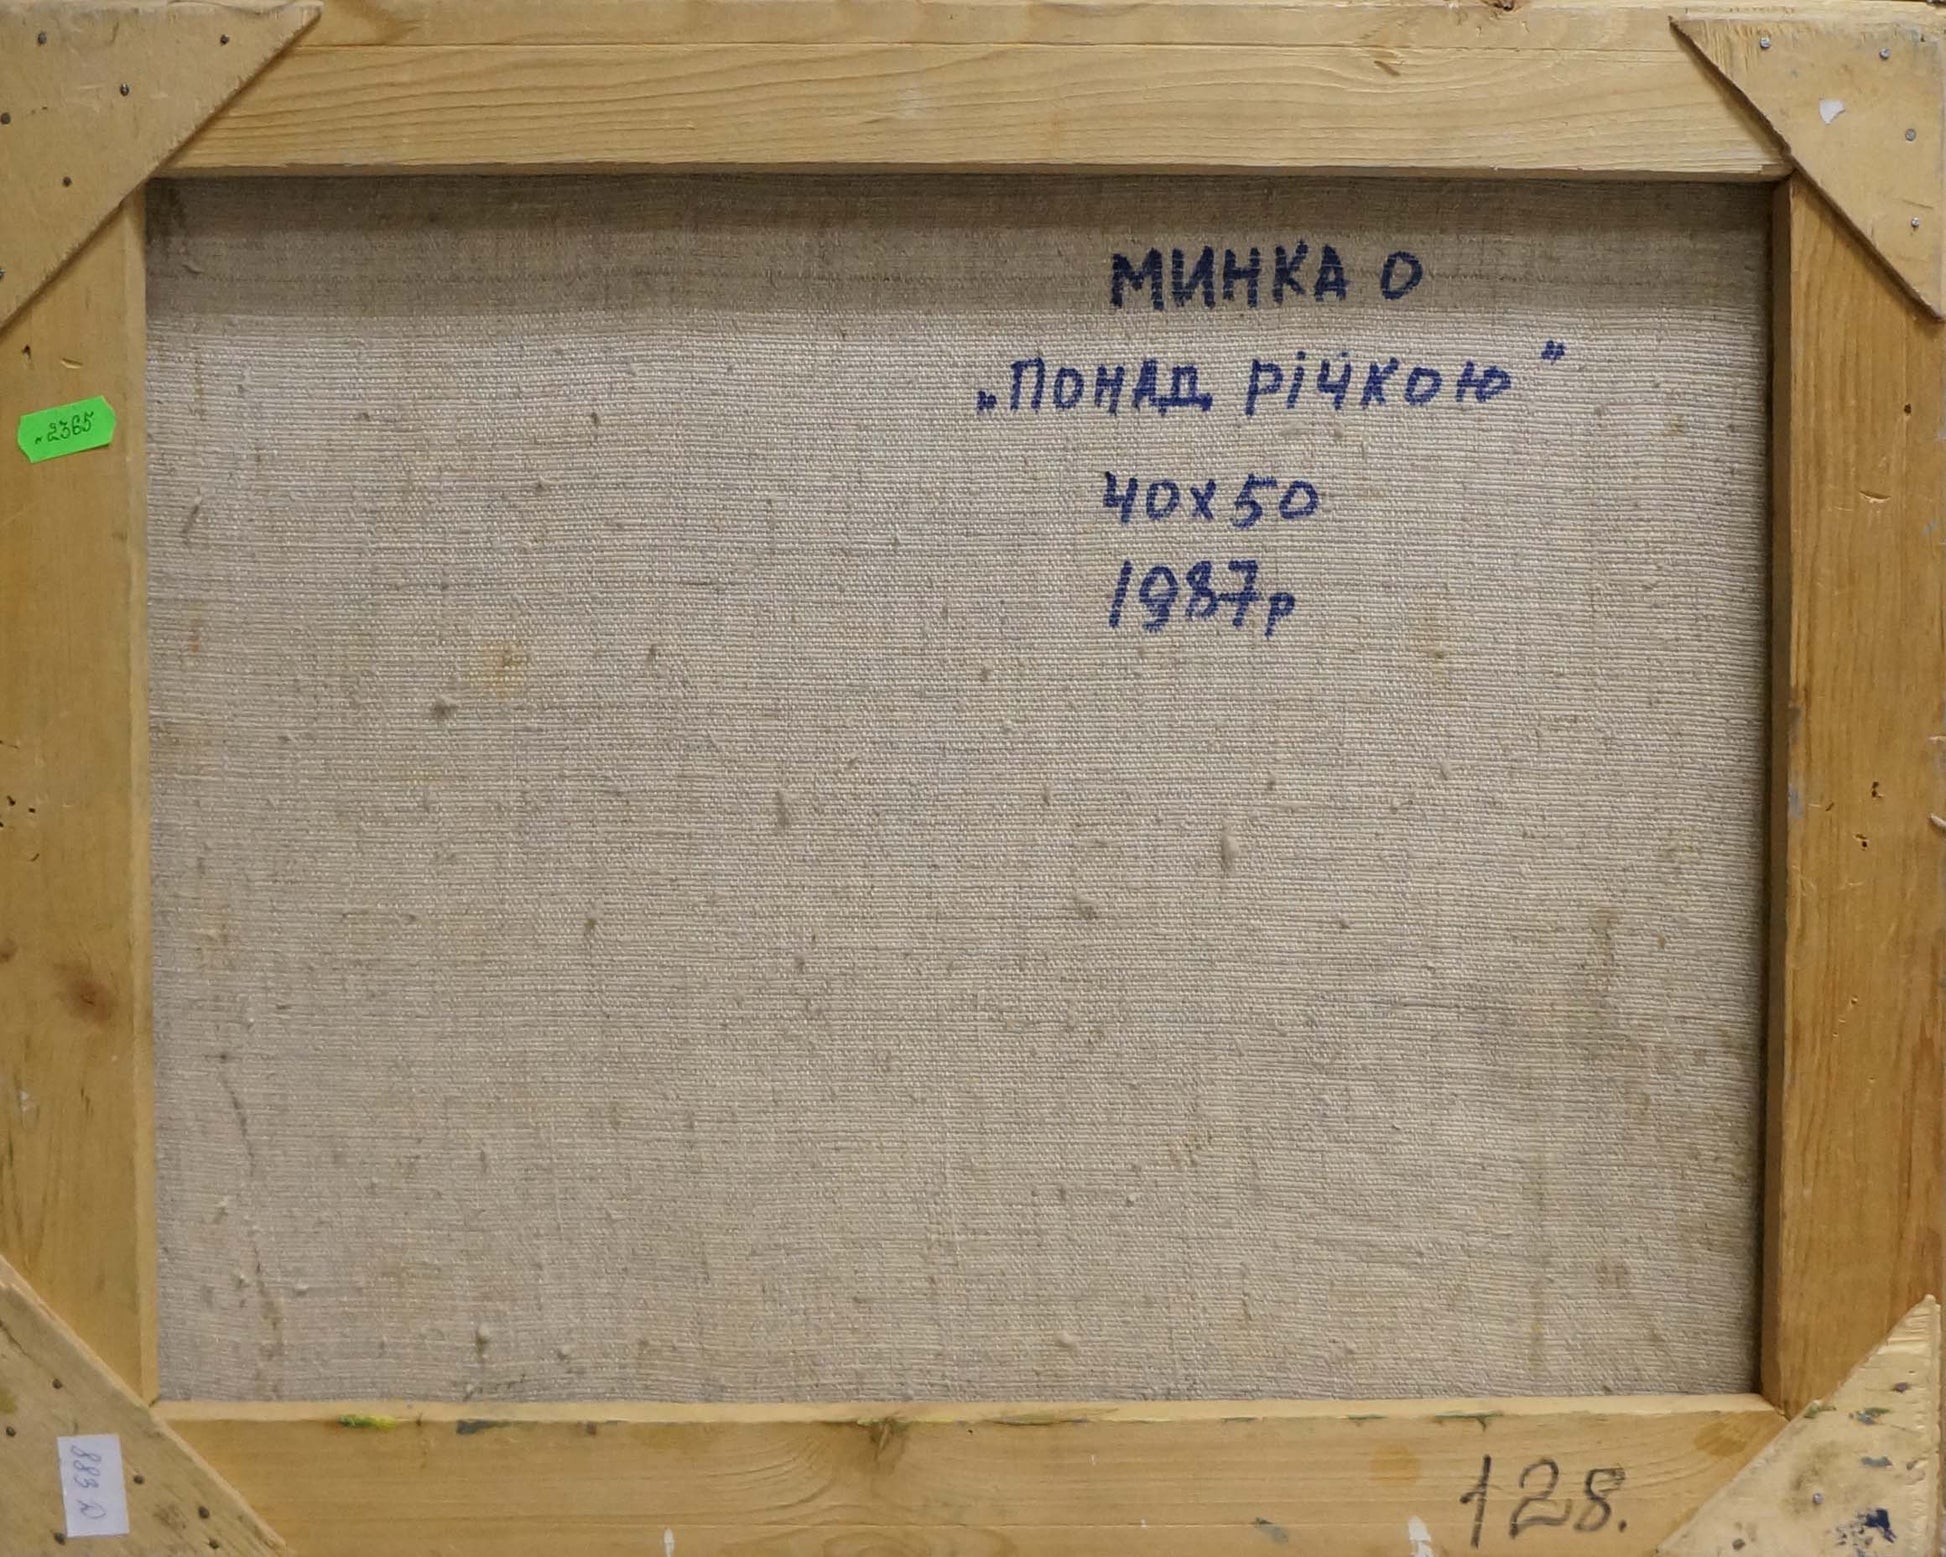 МИНКА О
„ПОНАД РІЧКОЮ"
40x50
1987р
2365
128.